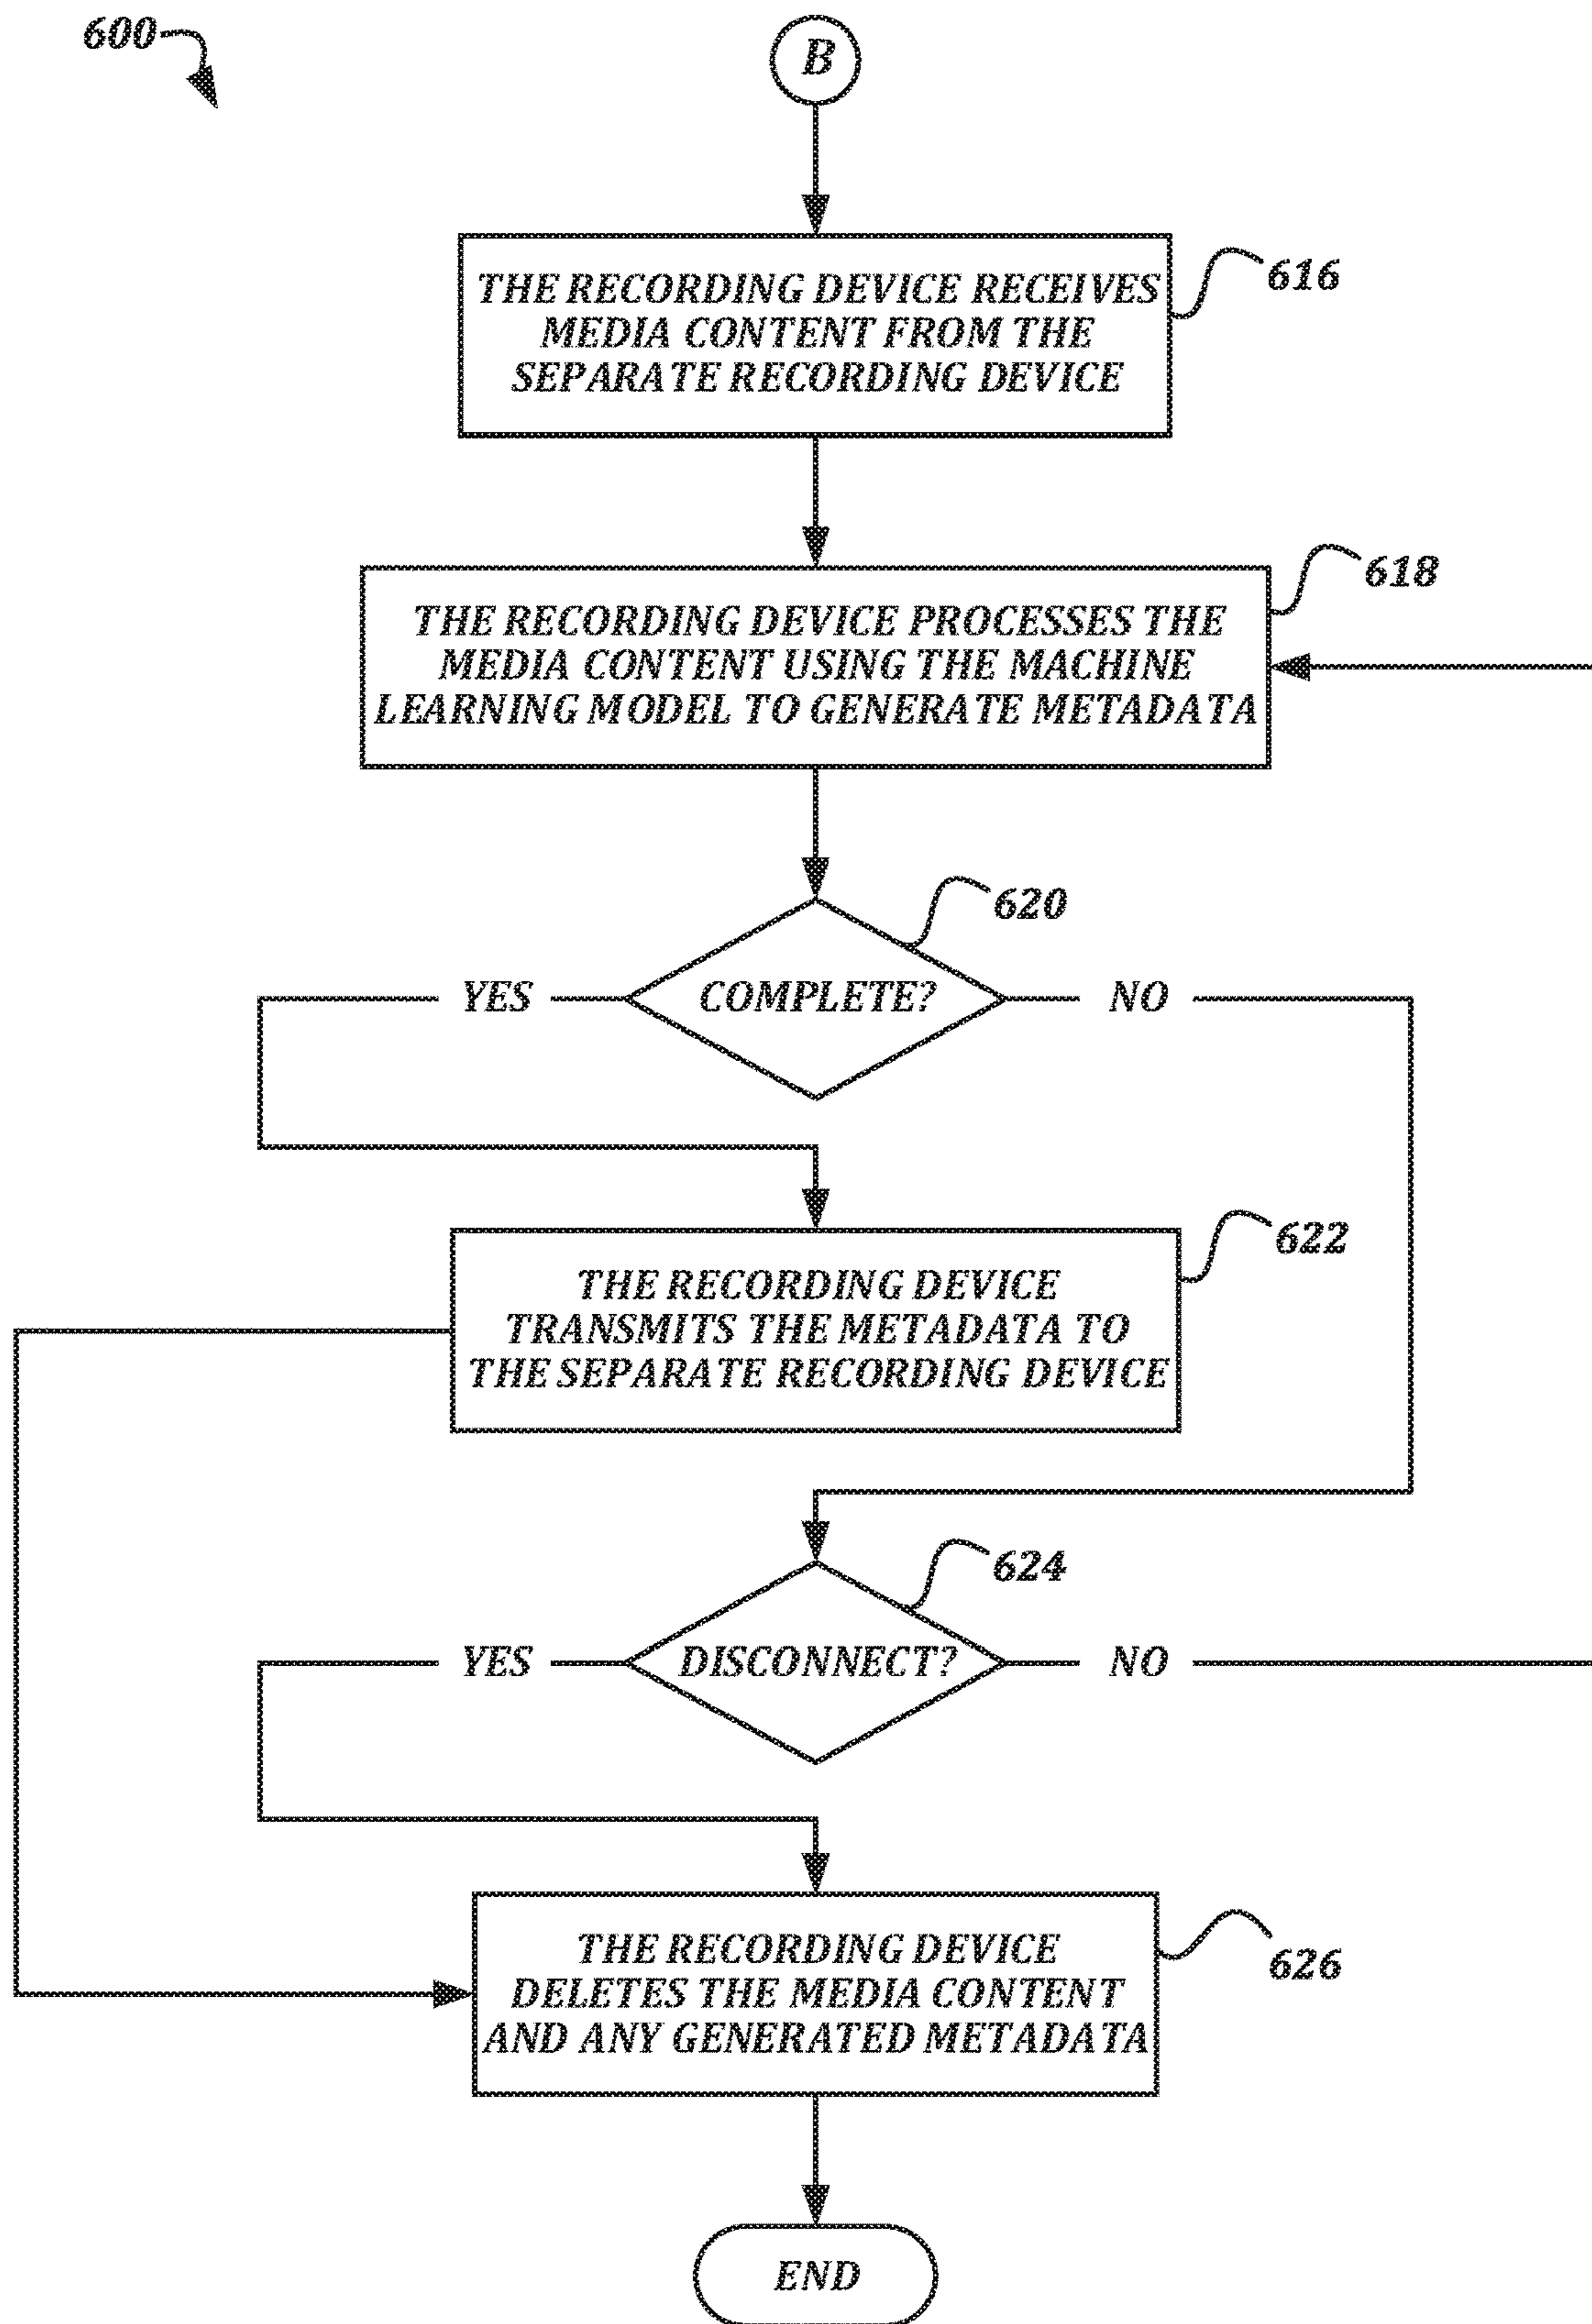 600
B
THE RECORDING DEVICE RECEIVES
MEDIA CONTENT FROM THE
SEPARATE RECORDING DEVICE
616
THE RECORDING DEVICE PROCESSES THE
MEDIA CONTENT USING THE MACHINE
LEARNING MODEL TO GENERATE METADATA
618
620
YES
COMPLETE?
NO
THE RECORDING DEVICE
TRANSMITS THE METADATA TO
THE SEPARATE RECORDING DEVICE
622
624
YES
DISCONNECT?
NO
THE RECORDING DEVICE
DELETES THE MEDIA CONTENT
AND ANY GENERATED METADATA
626
END